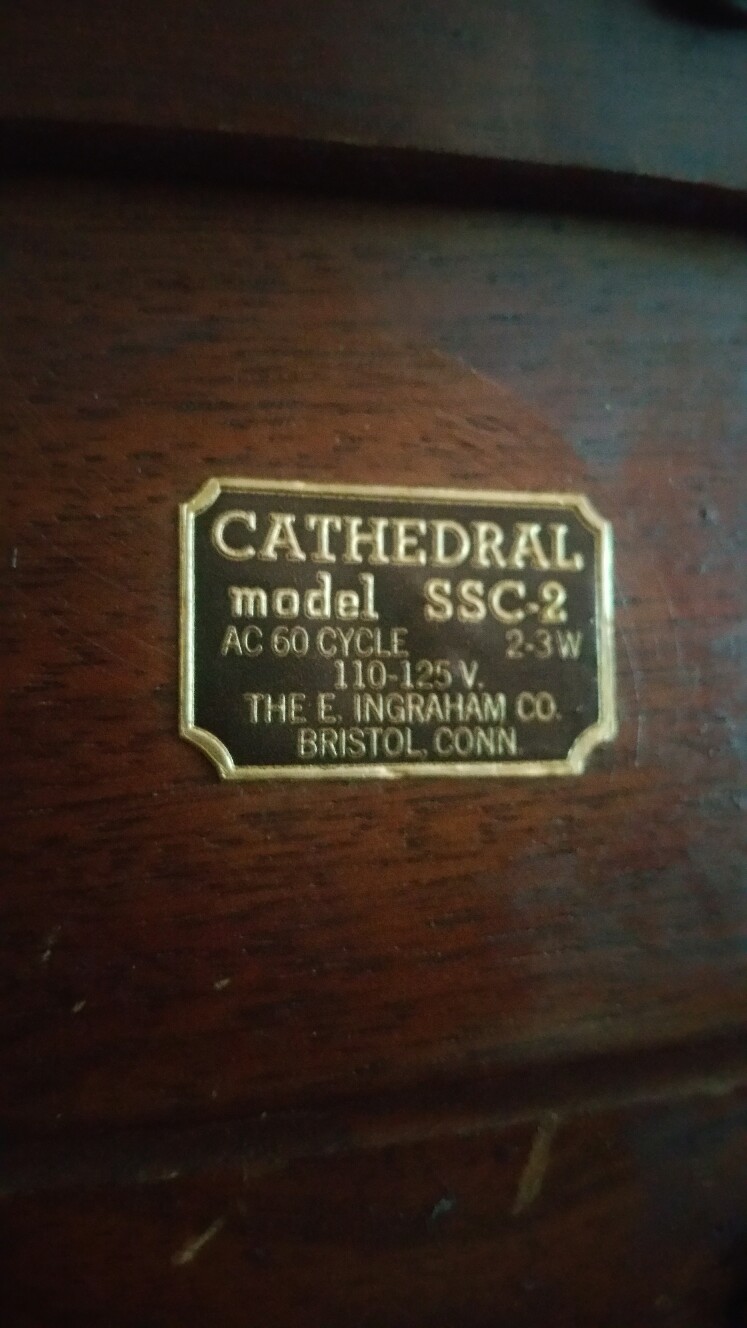 CATHEDRAL
model SSC-2
AC 60 CYCLE 2-3W
110-125 V.
THE E. INGRAHAM CO.
BRISTOL, CONN.